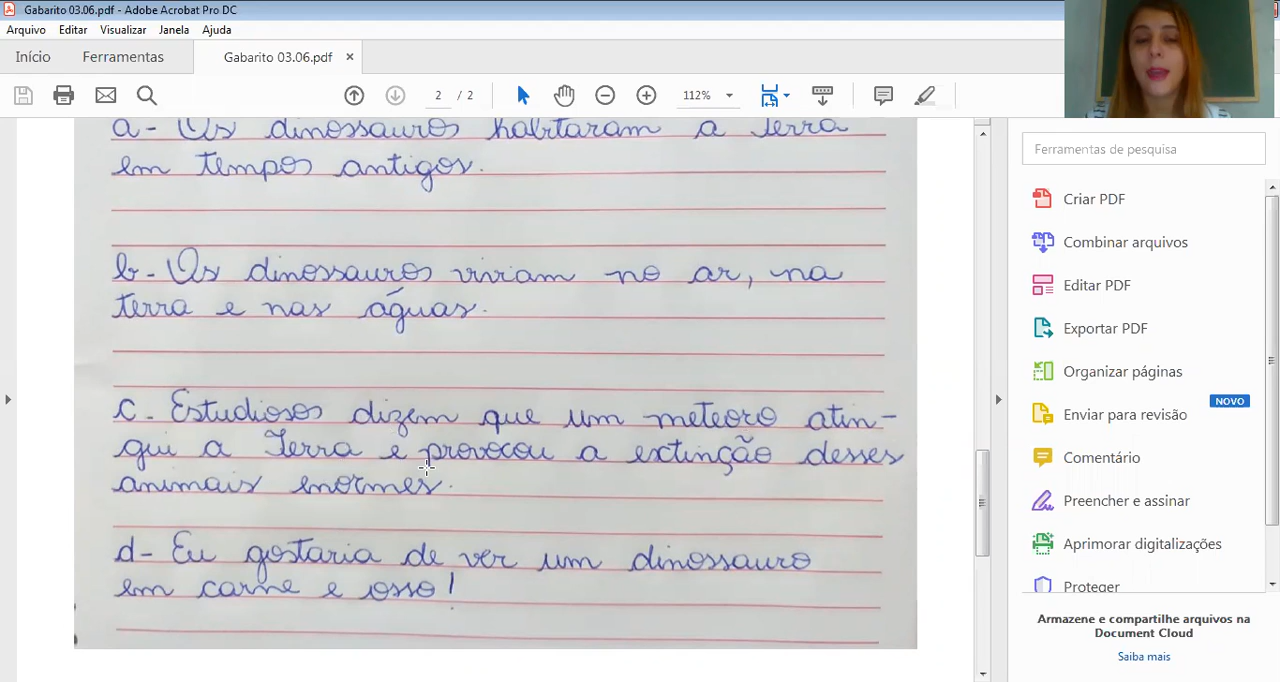 Gabarito 03.06.pdf - Adobe Acrobat Pro DC
Arquivo Editar Visualizar Janela Ajuda
Início Ferramentas Gabarito 03.06.pdf ×
2 / 2 112%
a- Os dinossauros habitaram a Terra
em tempos antigos.
b- Os dinossauros viviam no ar, na
terra e nas águas.
c- Estudiosos dizem que um meteoro atin-
gui a Terra e provocou a extinção desses
animais enormes.
d- Eu gostaria de ver um dinossauro
em carne e osso!
Ferramentas de pesquisa
Criar PDF
Combinar arquivos
Editar PDF
Exportar PDF
Organizar páginas
NOVO
Enviar para revisão
Comentário
Preencher e assinar
Aprimorar digitalizações
Proteger
Armazene e compartilhe arquivos na
Document Cloud
Saiba mais